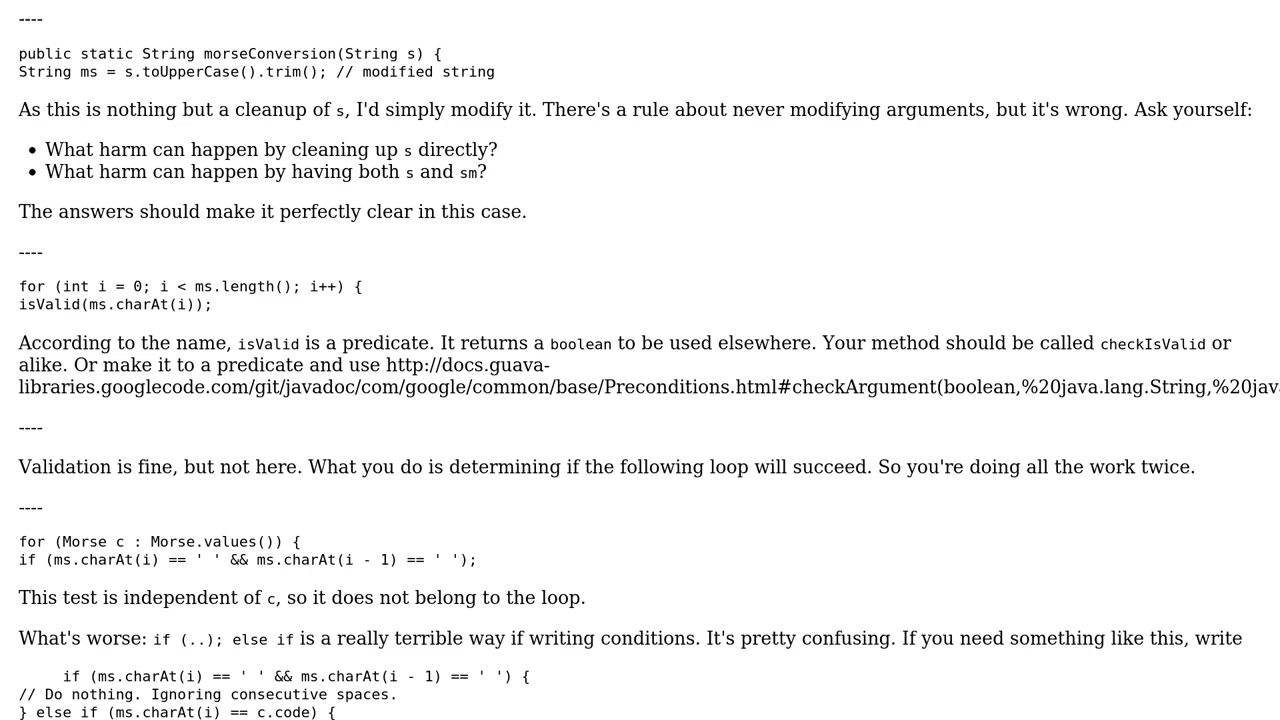 ----
public static String morseConversion(String s) {
String ms = s.toUpperCase().trim(); // modified string
As this is nothing but a cleanup of s, I'd simply modify it. There's a rule about never modifying arguments, but it's wrong. Ask yourself:
• What harm can happen by cleaning up s directly?
• What harm can happen by having both s and sm?
The answers should make it perfectly clear in this case.
----
for (int i = 0; i < ms.length(); i++) {
isValid(ms.charAt(i));
According to the name, isValid is a predicate. It returns a boolean to be used elsewhere. Your method should be called checkIsValid or
alike. Or make it to a predicate and use http://docs.guava-
libraries.googlecode.com/git/javadoc/com/google/common/base/Preconditions.html#checkArgument(boolean,%20java.lang.String,%20jav
----
Validation is fine, but not here. What you do is determining if the following loop will succeed. So you're doing all the work twice.
----
for (Morse c : Morse.values()) {
if (ms.charAt(i) == ' ' && ms.charAt(i - 1) == ' ');
This test is independent of c, so it does not belong to the loop.
What's worse: if (..); else if is a really terrible way if writing conditions. It's pretty confusing. If you need something like this, write
if (ms.charAt(i) == ' ' && ms.charAt(i - 1) == ' ') {
// Do nothing. Ignoring consecutive spaces.
} else if (ms.charAt(i) == c.code) {